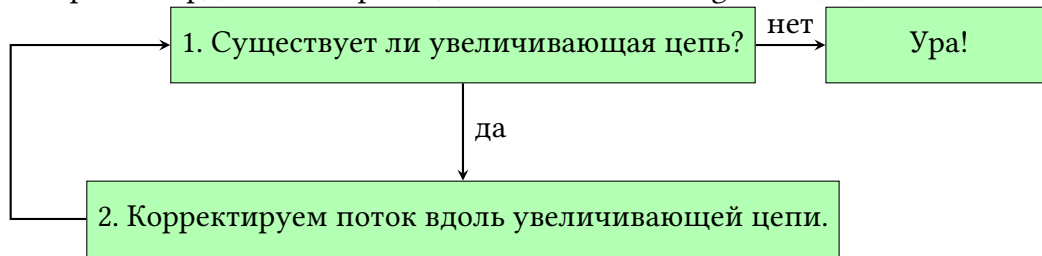 1. Существует ли увеличивающая цепь?
нет
Ура!
да
2. Корректируем поток вдоль увеличивающей цепи.